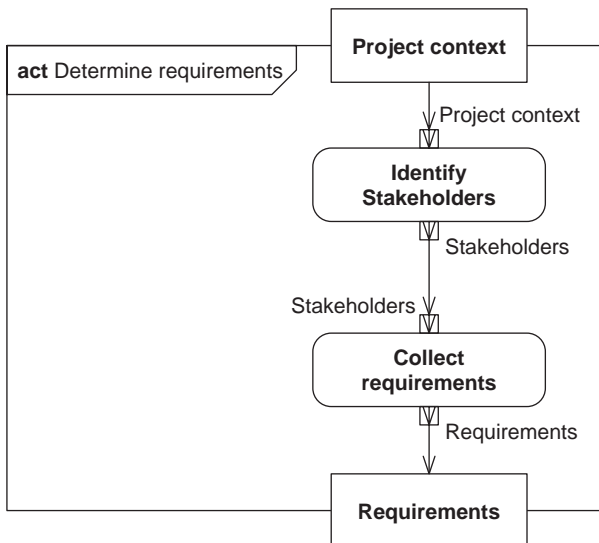 Project context
act Determine requirements
Project context
Identify
Stakeholders
Stakeholders
Stakeholders
Collect
requirements
Requirements
Requirements